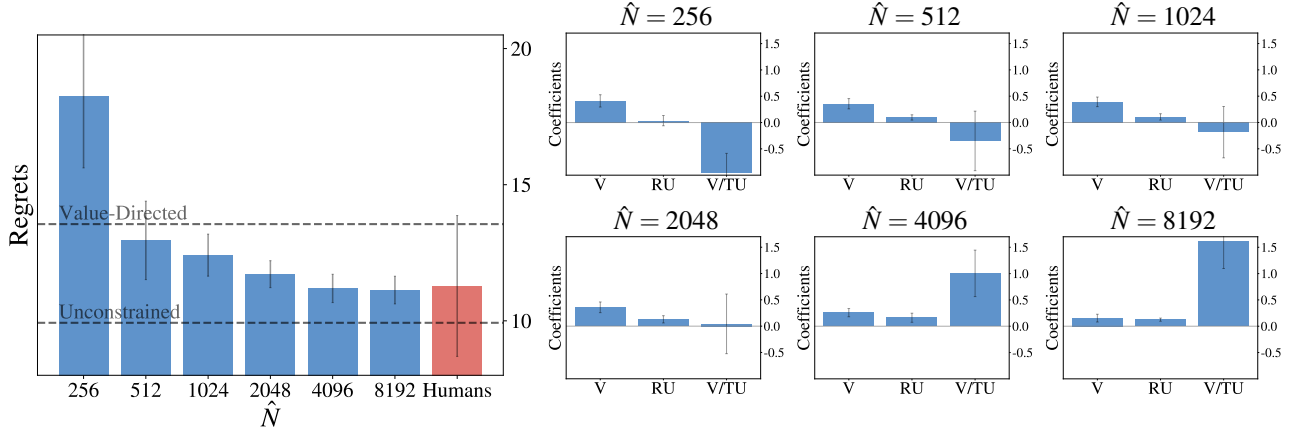 Regrets
20
15
10
Value-Directed
Unconstrained
256 512 1024 2048 4096 8192 Humans
N̂
N̂ = 256
Coefficients
1.5
1.0
0.5
0.0
-0.5
V RU V/TU
N̂ = 512
Coefficients
1.5
1.0
0.5
0.0
-0.5
V RU V/TU
N̂ = 1024
Coefficients
1.5
1.0
0.5
0.0
-0.5
V RU V/TU
N̂ = 2048
Coefficients
1.5
1.0
0.5
0.0
-0.5
V RU V/TU
N̂ = 4096
Coefficients
1.5
1.0
0.5
0.0
-0.5
V RU V/TU
N̂ = 8192
Coefficients
1.5
1.0
0.5
0.0
-0.5
V RU V/TU